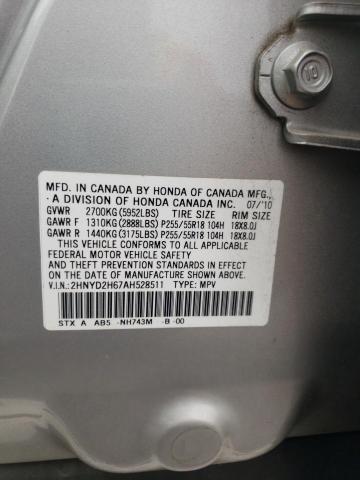 10
MFD. IN CANADA BY HONDA OF CANADA MFG.,
A DIVISION OF HONDA CANADA INC. 07/'10
GVWR 2700KG(5952LBS) TIRE SIZE RIM SIZE
GAWR F 1310KG(2888LBS) P255/55R18 104H 18X8.0J
GAWR R 1440KG(3175LBS) P255/55R18 104H 18X8.0J
THIS VEHICLE CONFORMS TO ALL APPLICABLE
FEDERAL MOTOR VEHICLE SAFETY
STANDARDS IN EFFECT ON
THE DATE OF MANUFACTURE SHOWN ABOVE.
V.I.N.: 2HNYD2H67AH528511 TYPE: MPV
STX A AB5 -NH743M -B -00